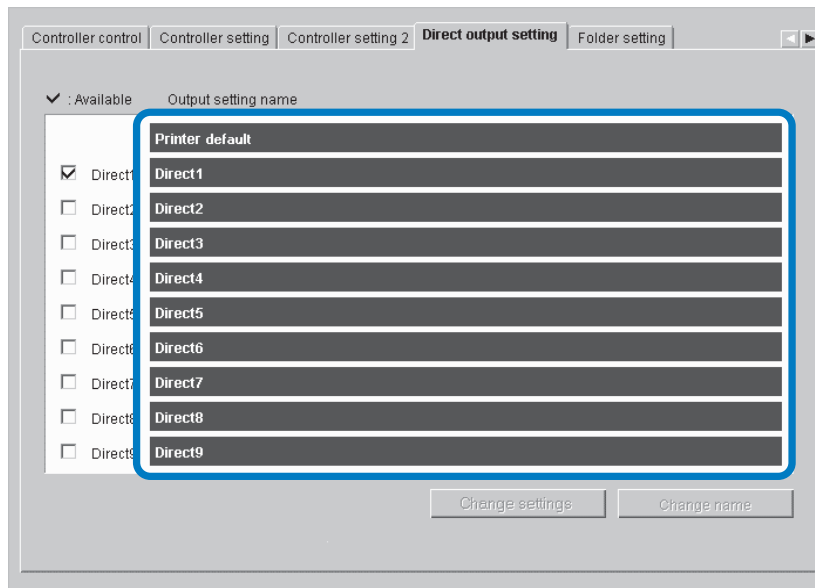 Controller control Controller setting Controller setting 2 Direct output setting Folder setting
✔ : Available Output setting name
Printer default
Direct1 Direct1
Direct2 Direct2
Direct3 Direct3
Direct4 Direct4
Direct5 Direct5
Direct6 Direct6
Direct7 Direct7
Direct8 Direct8
Direct9 Direct9
Change settings Change name